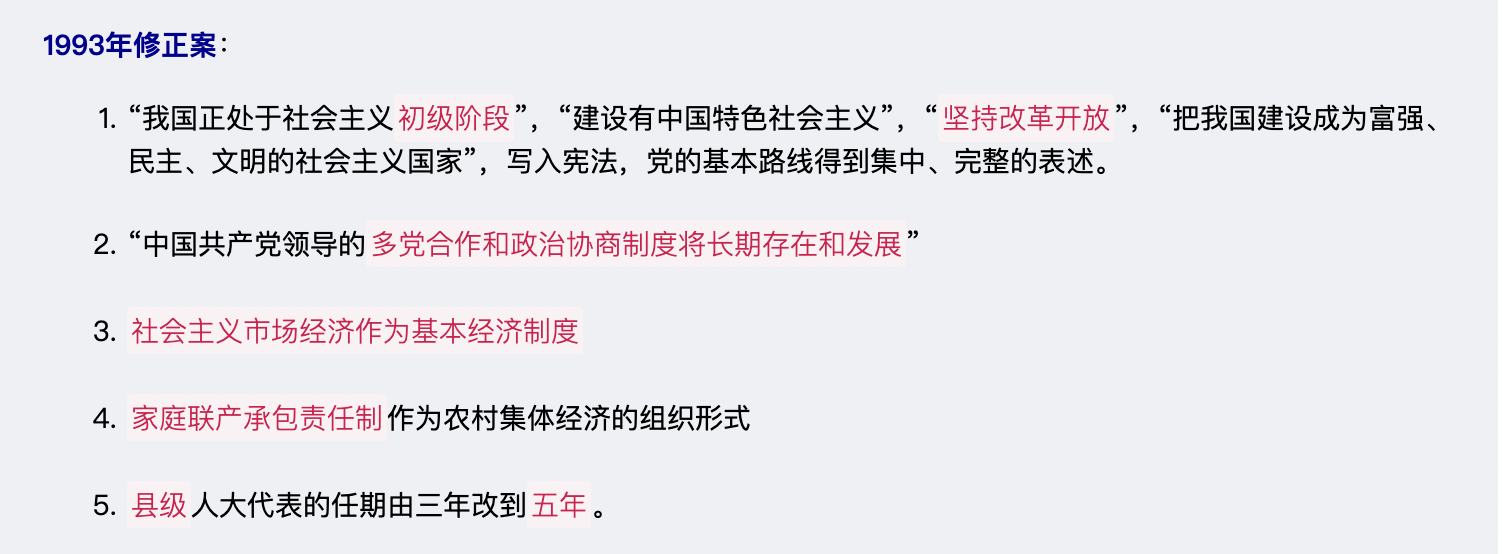 1993年修正案：
1. “我国正处于社会主义初级阶段”，“建设有中国特色社会主义”，“坚持改革开放”，“把我国建设成为富强、
民主、文明的社会主义国家”，写入宪法，党的基本路线得到集中、完整的表述。
2. “中国共产党领导的多党合作和政治协商制度将长期存在和发展”
3. 社会主义市场经济作为基本经济制度
4. 家庭联产承包责任制作为农村集体经济的组织形式
5. 县级人大代表的任期由三年改到五年。